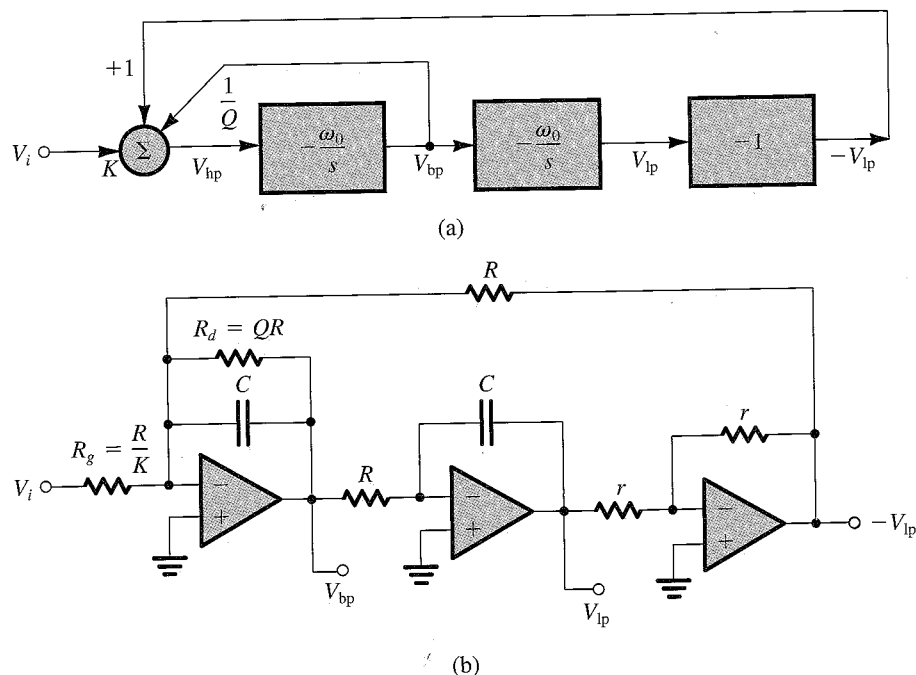 +1
1/Q
V_i
K
Σ
V_hp
-ω_0/s
V_bp
-ω_0/s
V_lp
-1
-V_lp
(a)
R
R_d = QR
C
C
r
R_g = R/K
V_i
-
+
R
-
+
r
-
+
-V_lp
V_bp
V_lp
(b)